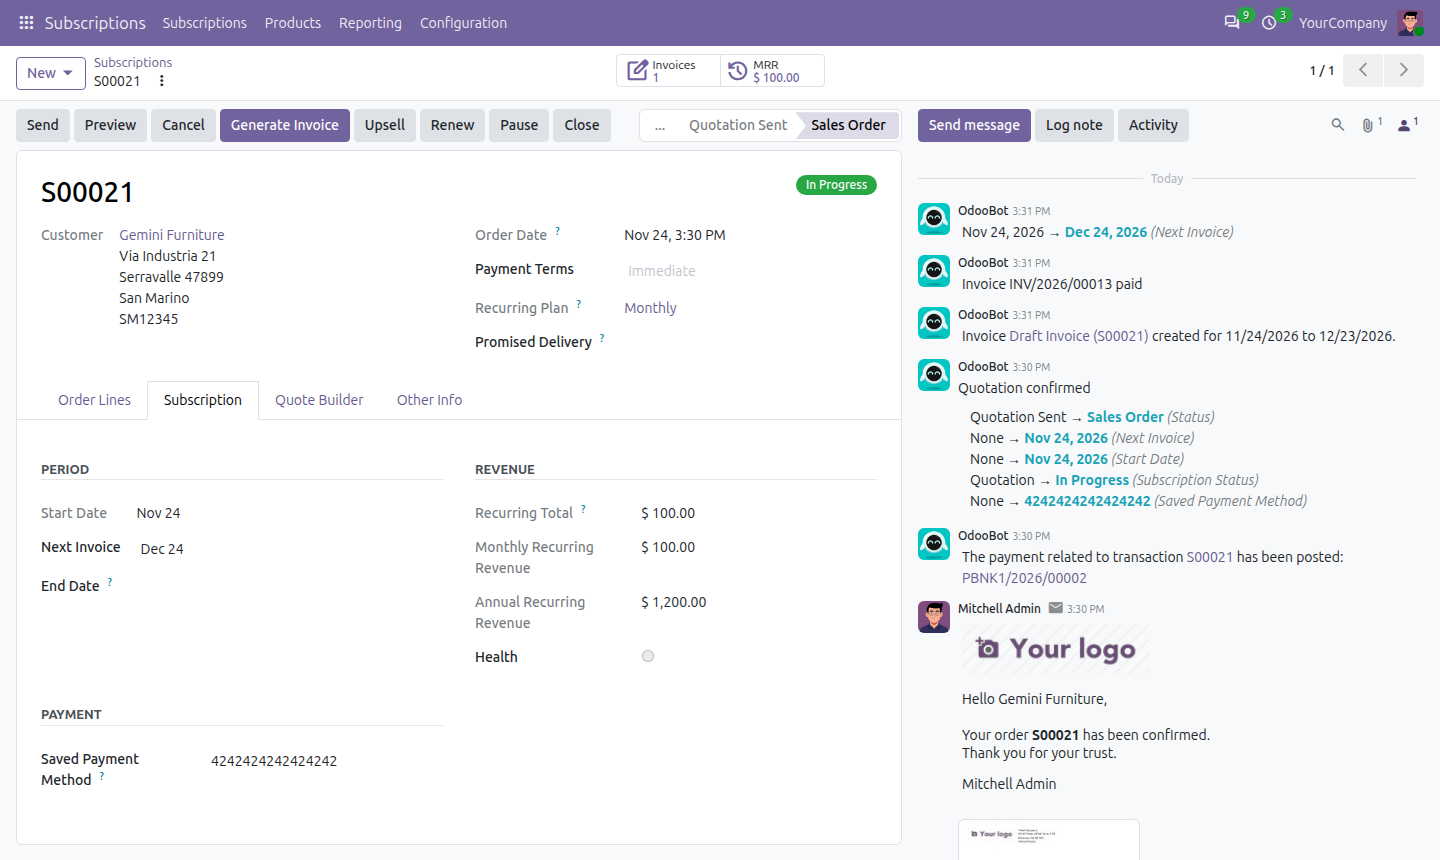 Subscriptions Subscriptions Products Reporting Configuration 9 3 YourCompany
New
Subscriptions
S00021
Invoices
1
MRR
$ 100.00
1 / 1
Send Preview Cancel Generate Invoice Upsell Renew Pause Close
... Quotation Sent Sales Order
Send message Log note Activity 1 1
S00021
In Progress
Customer
Gemini Furniture
Via Industria 21
Serravalle 47899
San Marino
SM12345
Order Date ? Nov 24, 3:30 PM
Payment Terms Immediate
Recurring Plan ? Monthly
Promised Delivery ?
Order Lines Subscription Quote Builder Other Info
PERIOD
Start Date Nov 24
Next Invoice Dec 24
End Date ?
REVENUE
Recurring Total ? $ 100.00
Monthly Recurring
Revenue
$ 100.00
Annual Recurring
Revenue
$ 1,200.00
Health
PAYMENT
Saved Payment
Method ?
4242424242424242
Today
OdooBot 3:31 PM
Nov 24, 2026 → Dec 24, 2026 (Next Invoice)
OdooBot 3:31 PM
Invoice INV/2026/00013 paid
OdooBot 3:31 PM
Invoice Draft Invoice (S00021) created for 11/24/2026 to 12/23/2026.
OdooBot 3:30 PM
Quotation confirmed
Quotation Sent → Sales Order (Status)
None → Nov 24, 2026 (Next Invoice)
None → Nov 24, 2026 (Start Date)
Quotation → In Progress (Subscription Status)
None → 4242424242424242 (Saved Payment Method)
OdooBot 3:30 PM
The payment related to transaction S00021 has been posted:
PBNK1/2026/00002
Mitchell Admin 3:30 PM
Your logo
Hello Gemini Furniture,
Your order S00021 has been confirmed.
Thank you for your trust.
Mitchell Admin
Your logo